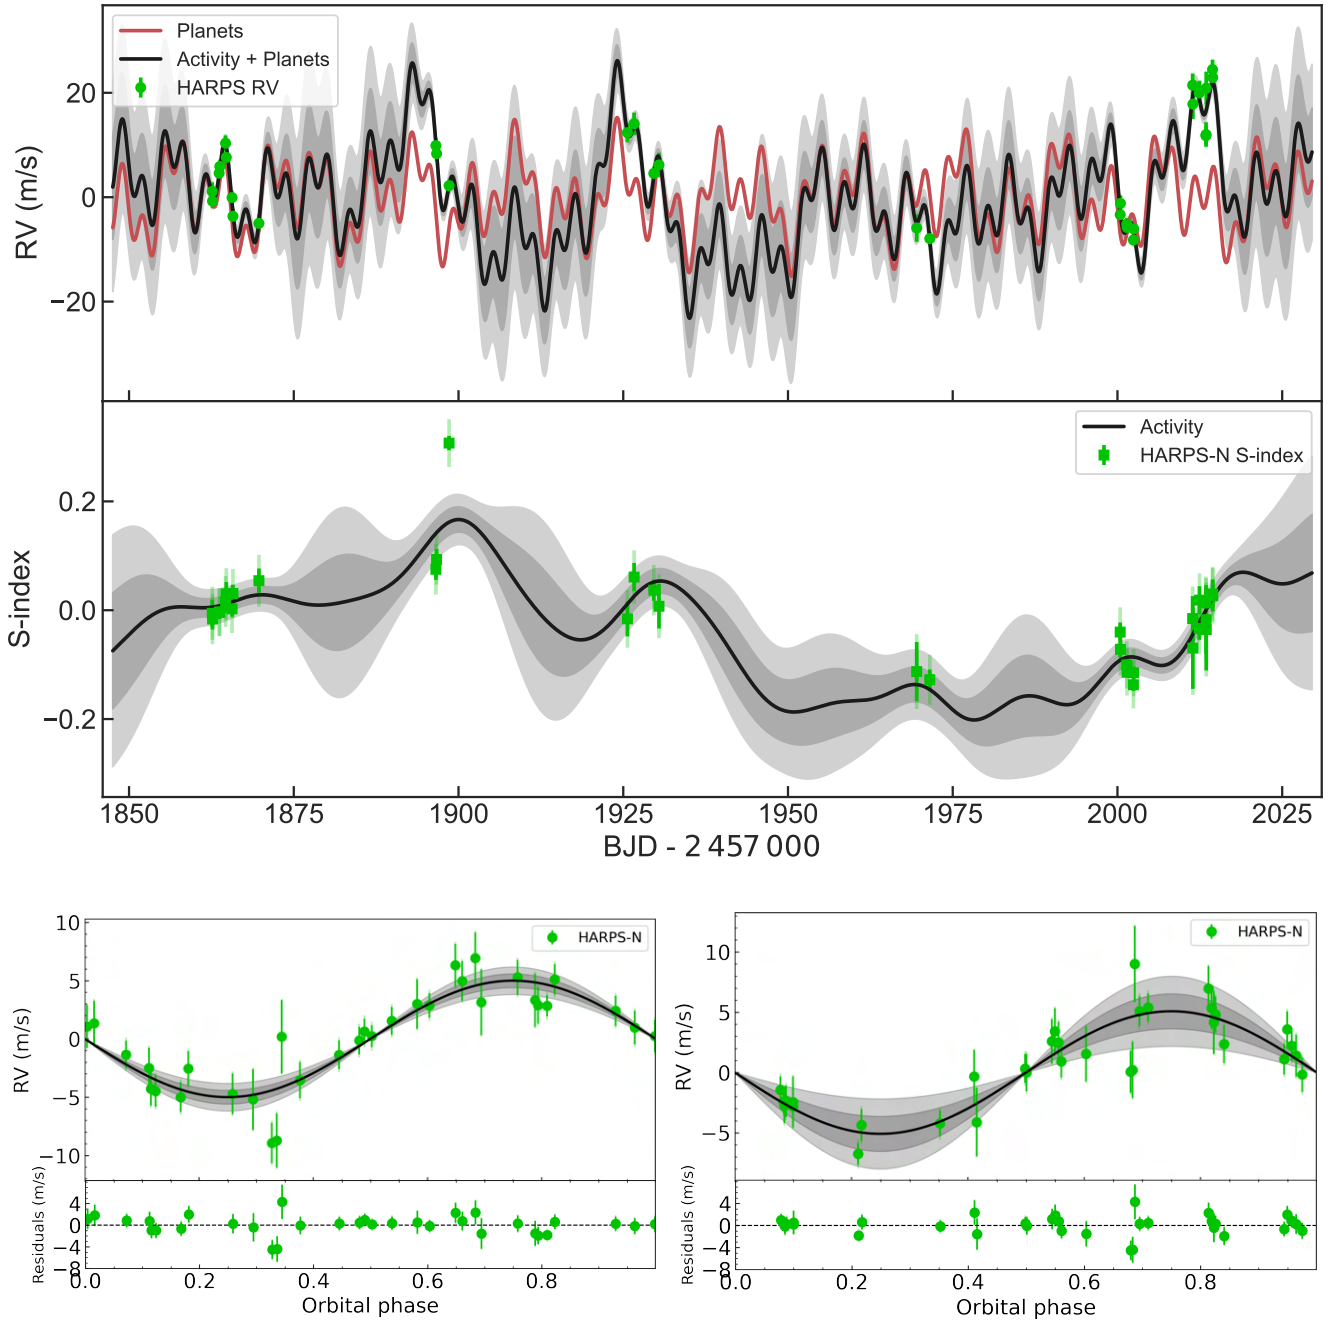 Planets
Activity + Planets
HARPS RV
20
0
−20
RV (m/s)
Activity
HARPS-N S-index
0.2
0.0
−0.2
S-index
1850 1875 1900 1925 1950 1975 2000 2025
BJD - 2 457 000
10
5
0
−5
−10
RV (m/s)
HARPS-N
4
0
−4
−8
Residuals (m/s)
0.0 0.2 0.4 0.6 0.8
Orbital phase
10
5
0
−5
RV (m/s)
HARPS-N
4
0
−4
−8
Residuals (m/s)
0.0 0.2 0.4 0.6 0.8
Orbital phase